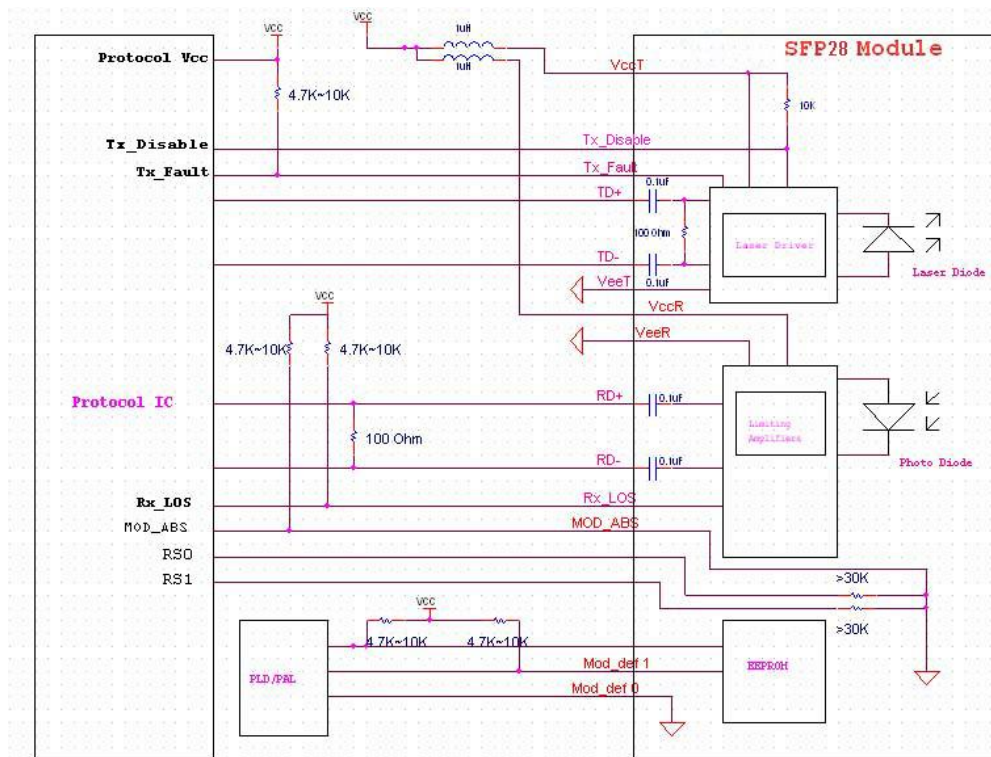 VCC
VCC
1uH
1uH
SFP28 Module
Protocol Vcc
VccT
4.7K~10K
10K
Tx_Disable
Tx_Disable
Tx_Fault
Tx_Fault
0.1uF
TD+
100 Ohm
Laser Driver
TD-
Laser Diode
0.1uF
VeeT
VCC
VccR
VeeR
4.7K~10K
4.7K~10K
Protocol IC
RD+
0.1uF
Limiting
Amplifiers
100 Ohm
RD-
0.1uF
Photo Diode
Rx_LOS
Rx_LOS
MOD_ABS
MOD_ABS
RS0
RS1
>30K
VCC
>30K
4.7K~10K
4.7K~10K
PLD/PAL
Mod_def 1
EEPROM
Mod_def 0